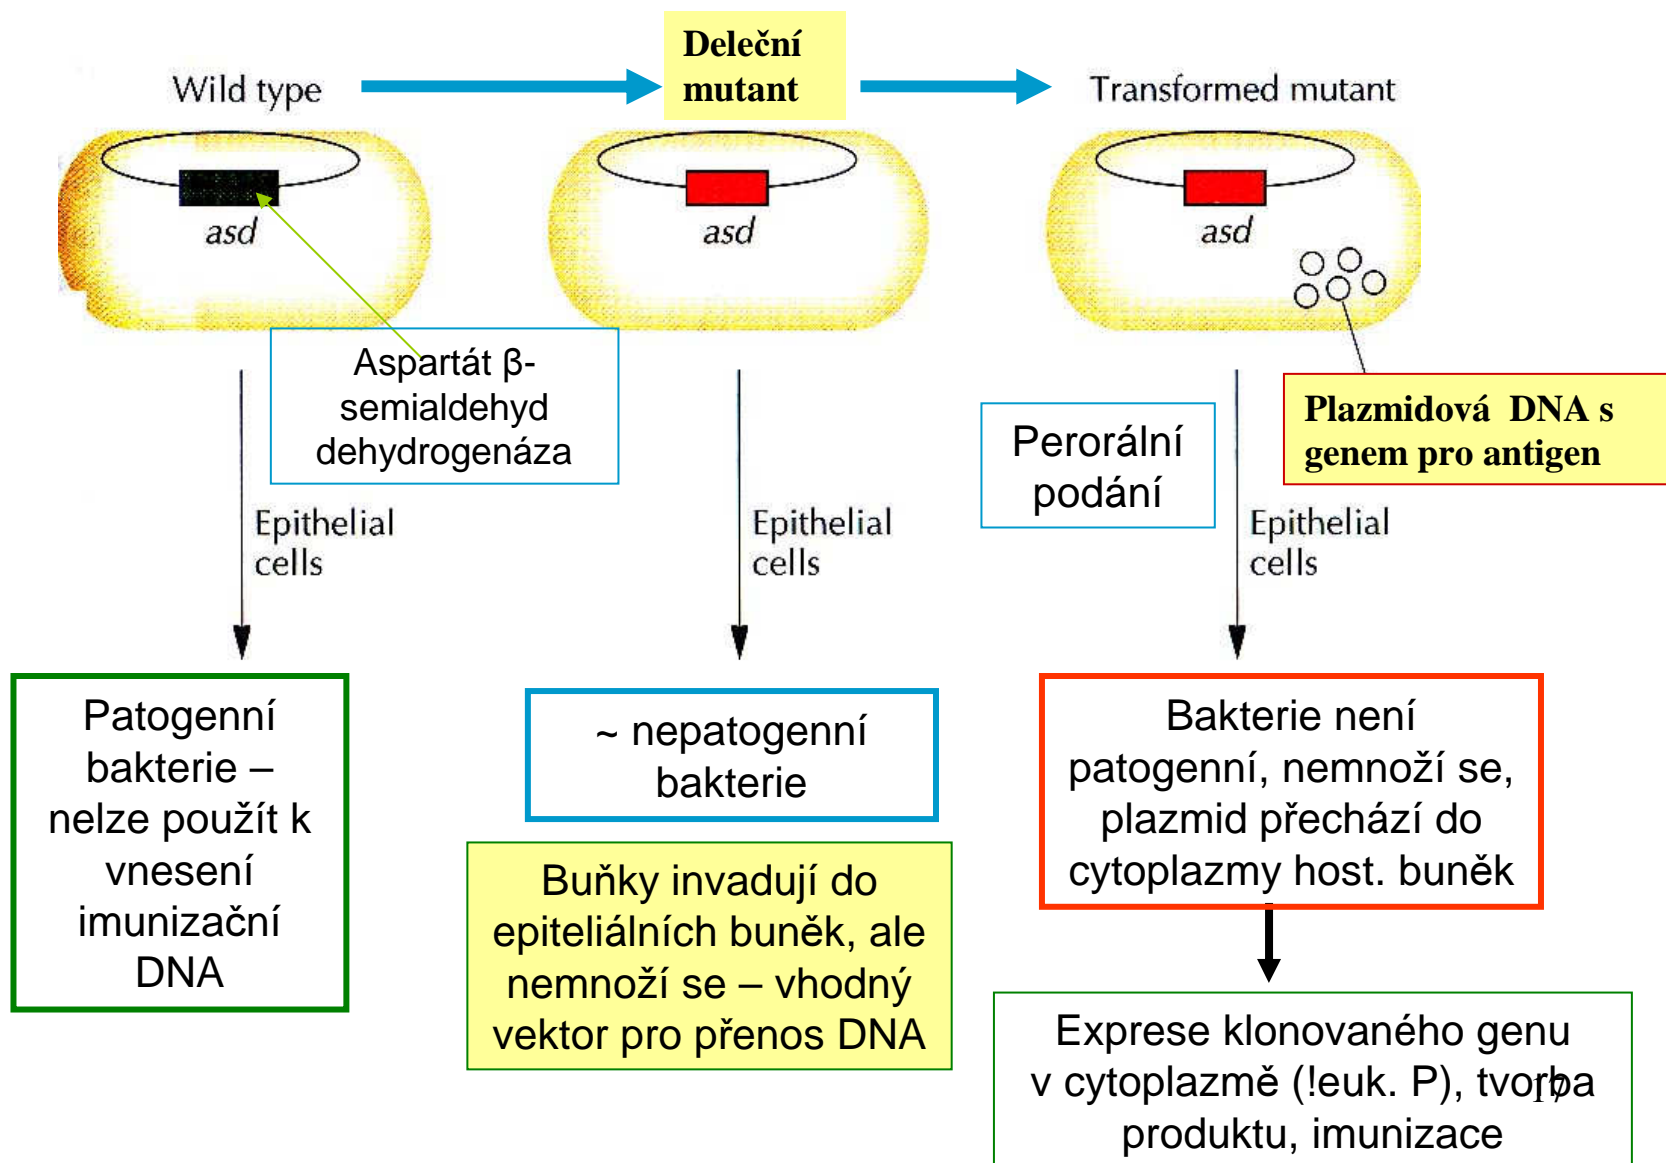 Wild type
Deleční
mutant
Transformed mutant
asd
asd
asd
Aspartát β-
semialdehyd
dehydrogenáza
Perorální
podání
Plazmidová DNA s
genem pro antigen
Epithelial
cells
Epithelial
cells
Epithelial
cells
Patogenní
bakterie –
nelze použít k
vnesení
imunizační
DNA
~ nepatogenní
bakterie
Buňky invadují do
epiteliálních buněk, ale
nemnoží se – vhodný
vektor pro přenos DNA
Bakterie není
patogenní, nemnoží se,
plazmid přechází do
cytoplazmy host. buněk
Exprese klonovaného genu
v cytoplazmě (!euk. P), tvorba
produktu, imunizace
17